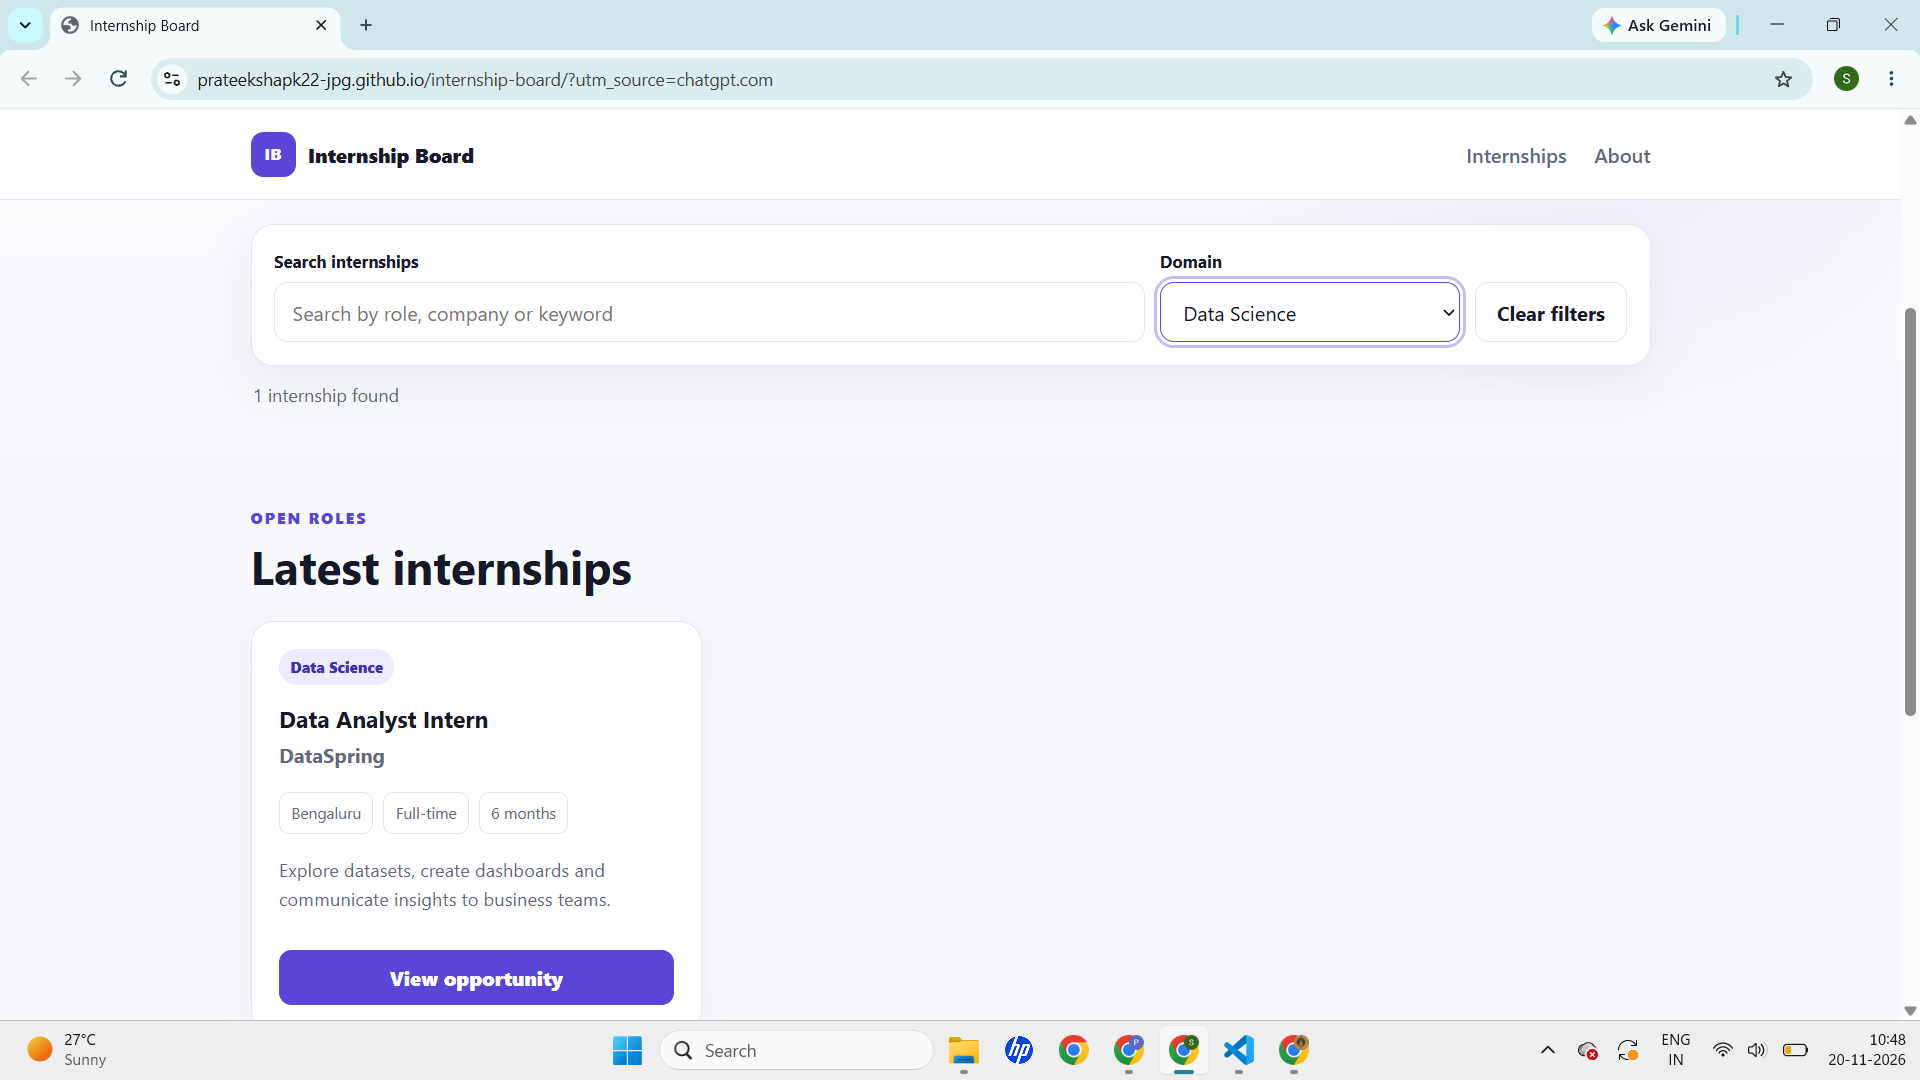 Internship Board
Ask Gemini
prateekshapk22-jpg.github.io/internship-board/?utm_source=chatgpt.com
S
IB
Internship Board
Internships
About
Search internships
Domain
Search by role, company or keyword
Data Science
Clear filters
1 internship found
OPEN ROLES
Latest internships
Data Science
Data Analyst Intern
DataSpring
Bengaluru
Full-time
6 months
Explore datasets, create dashboards and
communicate insights to business teams.
View opportunity
27°C
Sunny
Search
hp
P
S
ENG
IN
10:48
20-11-2026